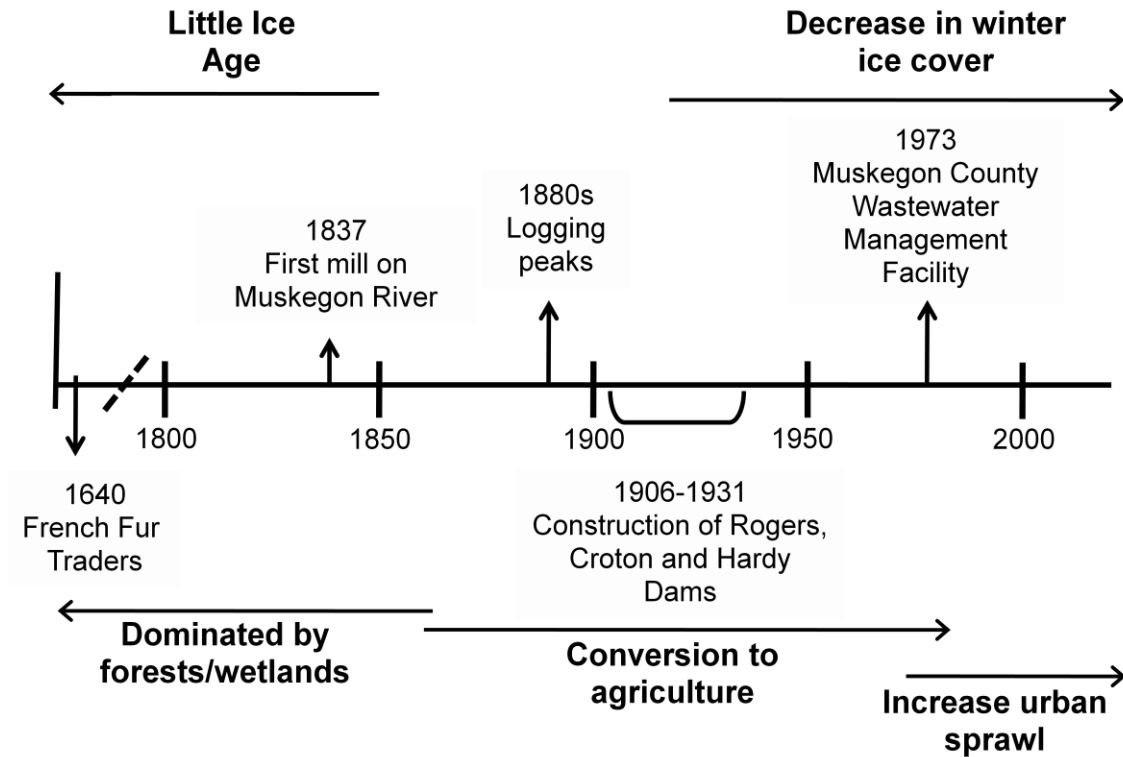 Little Ice
Age
Decrease in winter
ice cover
1973
Muskegon County
Wastewater
Management
Facility
1880s
Logging
peaks
1837
First mill on
Muskegon River
1800
1850
1900
1950
2000
1640
French Fur
Traders
1906-1931
Construction of Rogers,
Croton and Hardy
Dams
Dominated by
forests/wetlands
Conversion to
agriculture
Increase urban
sprawl